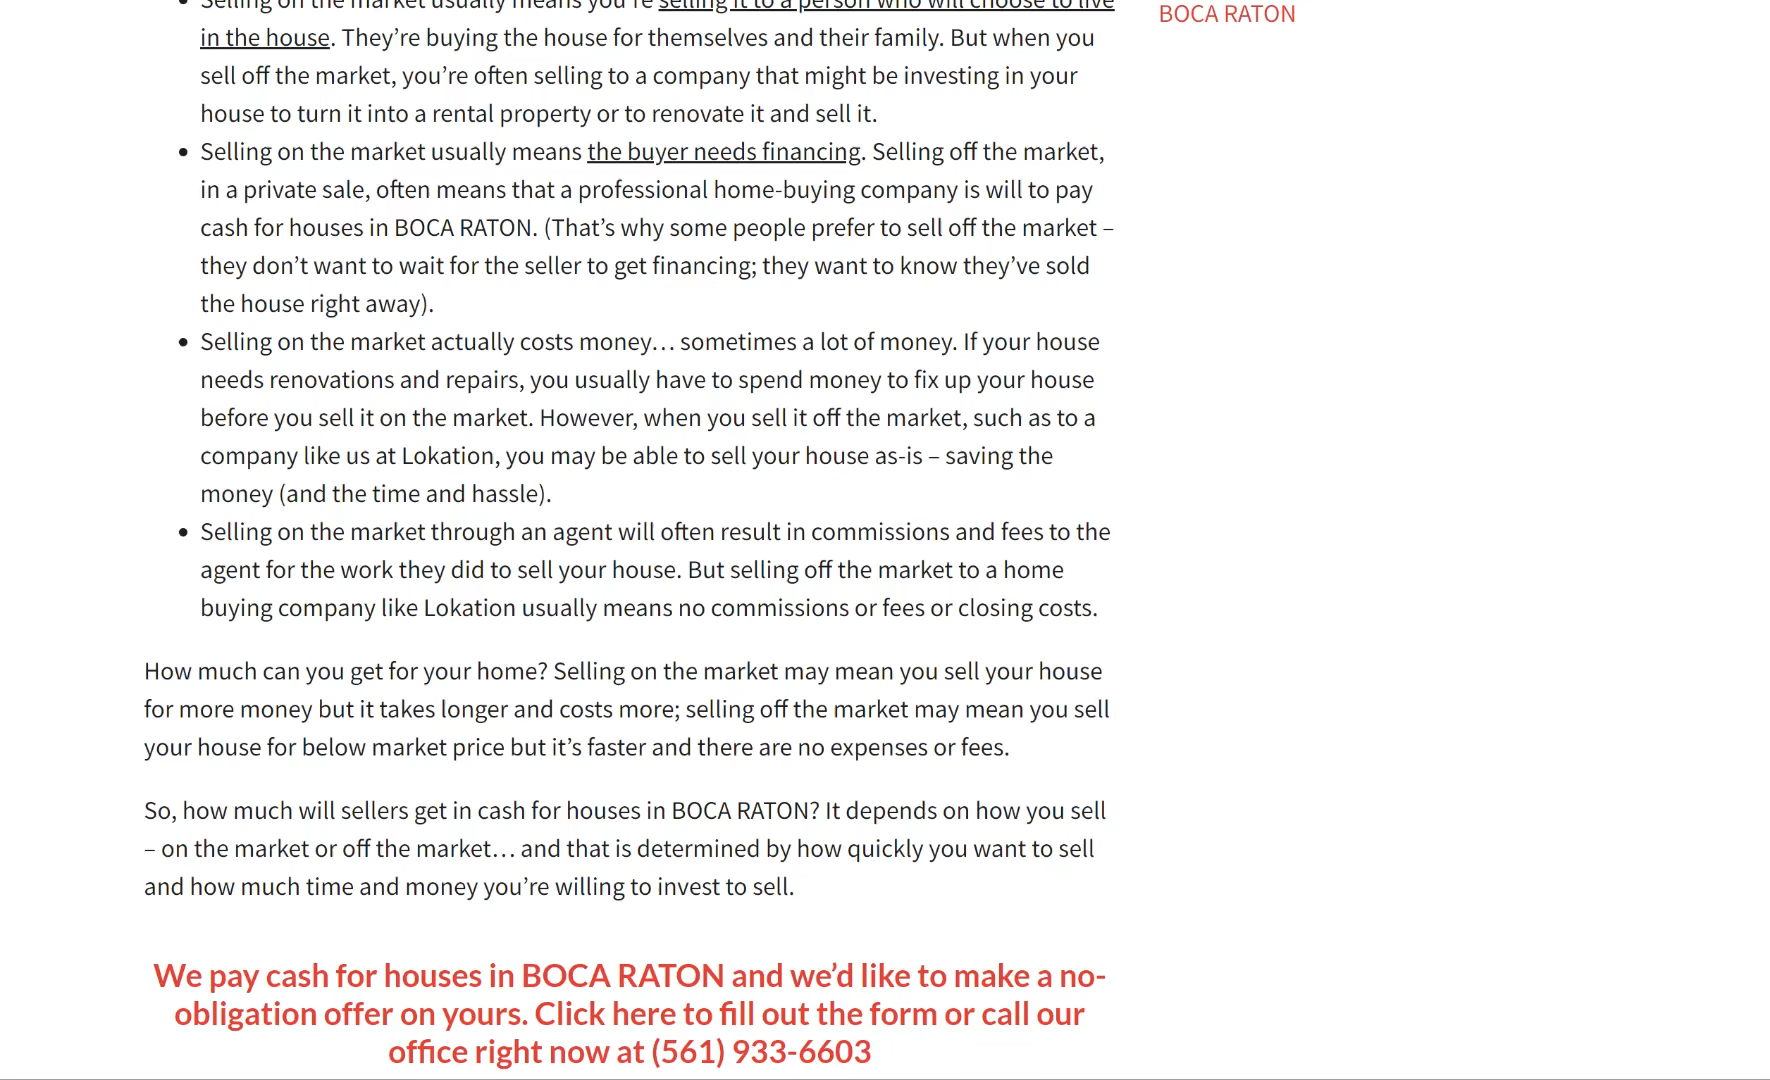 Selling on the market usually means you're selling it to a person who will choose to live
in the house. They're buying the house for themselves and their family. But when you
sell off the market, you're often selling to a company that might be investing in your
house to turn it into a rental property or to renovate it and sell it.
Selling on the market usually means the buyer needs financing. Selling off the market,
in a private sale, often means that a professional home-buying company is will to pay
cash for houses in BOCA RATON. (That's why some people prefer to sell off the market –
they don't want to wait for the seller to get financing; they want to know they've sold
the house right away).
Selling on the market actually costs money… sometimes a lot of money. If your house
needs renovations and repairs, you usually have to spend money to fix up your house
before you sell it on the market. However, when you sell it off the market, such as to a
company like us at Lokation, you may be able to sell your house as-is – saving the
money (and the time and hassle).
Selling on the market through an agent will often result in commissions and fees to the
agent for the work they did to sell your house. But selling off the market to a home
buying company like Lokation usually means no commissions or fees or closing costs.
How much can you get for your home? Selling on the market may mean you sell your house
for more money but it takes longer and costs more; selling off the market may mean you sell
your house for below market price but it's faster and there are no expenses or fees.
So, how much will sellers get in cash for houses in BOCA RATON? It depends on how you sell
– on the market or off the market… and that is determined by how quickly you want to sell
and how much time and money you're willing to invest to sell.
We pay cash for houses in BOCA RATON and we'd like to make a no-
obligation offer on yours. Click here to fill out the form or call our
office right now at (561) 933-6603
BOCA RATON